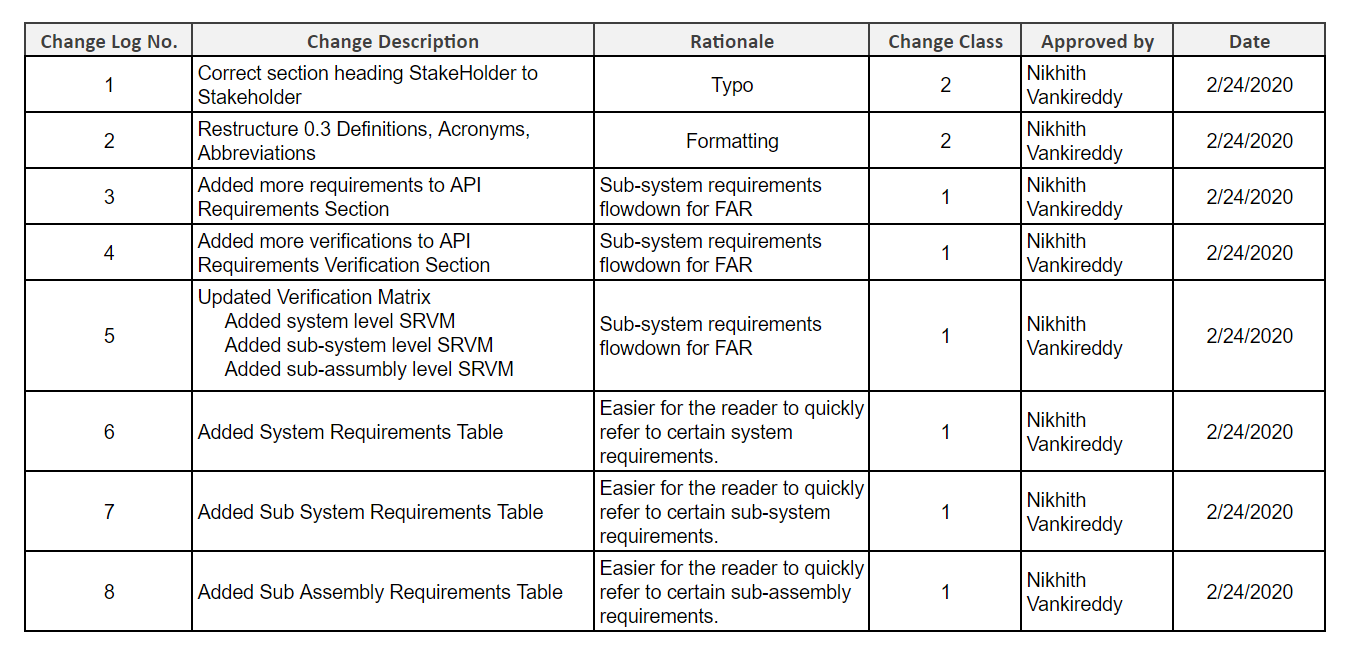 Change Log No. Change Description Rationale Change Class Approved by Date
1 Correct section heading StakeHolder to Stakeholder Typo 2 Nikhith Vankireddy 2/24/2020
2 Restructure 0.3 Definitions, Acronyms, Abbreviations Formatting 2 Nikhith Vankireddy 2/24/2020
3 Added more requirements to API Requirements Section Sub-system requirements flowdown for FAR 1 Nikhith Vankireddy 2/24/2020
4 Added more verifications to API Requirements Verification Section Sub-system requirements flowdown for FAR 1 Nikhith Vankireddy 2/24/2020
5 Updated Verification Matrix
Added system level SRVM
Added sub-system level SRVM
Added sub-assumbly level SRVM Sub-system requirements flowdown for FAR 1 Nikhith Vankireddy 2/24/2020
6 Added System Requirements Table Easier for the reader to quickly refer to certain system requirements. 1 Nikhith Vankireddy 2/24/2020
7 Added Sub System Requirements Table Easier for the reader to quickly refer to certain sub-system requirements. 1 Nikhith Vankireddy 2/24/2020
8 Added Sub Assembly Requirements Table Easier for the reader to quickly refer to certain sub-assembly requirements. 1 Nikhith Vankireddy 2/24/2020